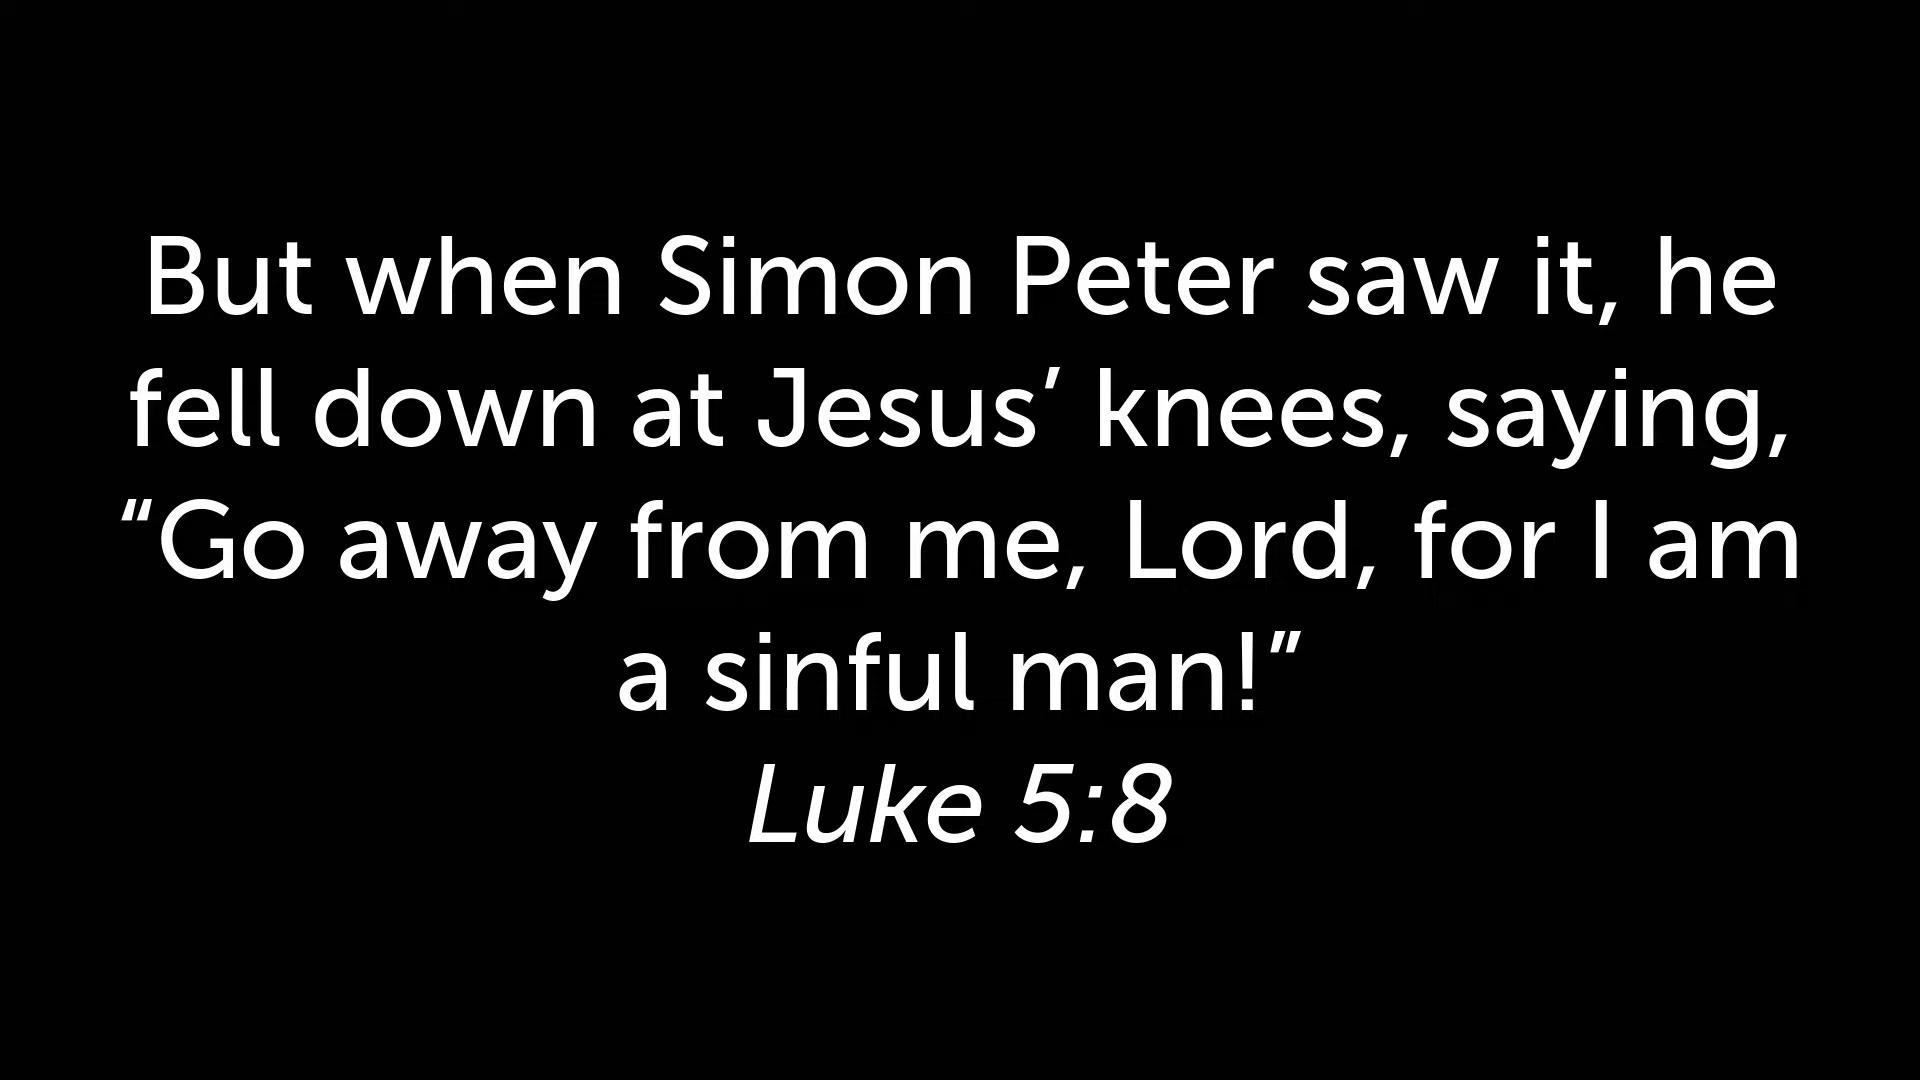 But when Simon Peter saw it, he
fell down at Jesus’ knees, saying,
“Go away from me, Lord, for I am
a sinful man!”
Luke 5:8